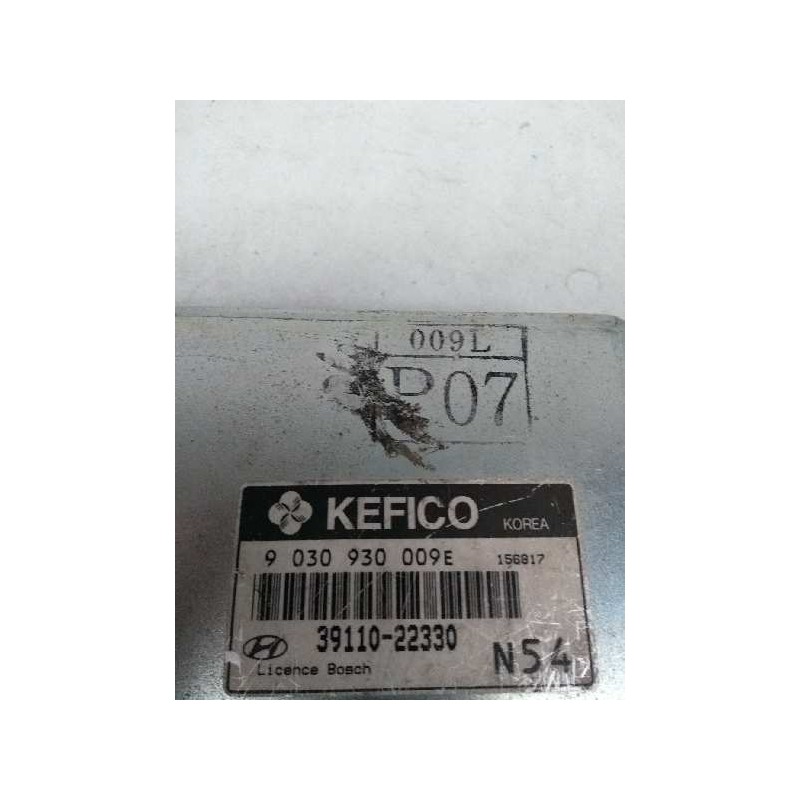 009L
P07
KEFICO KOREA
9 030 930 009E 156817
39110-22330
Licence Bosch N54